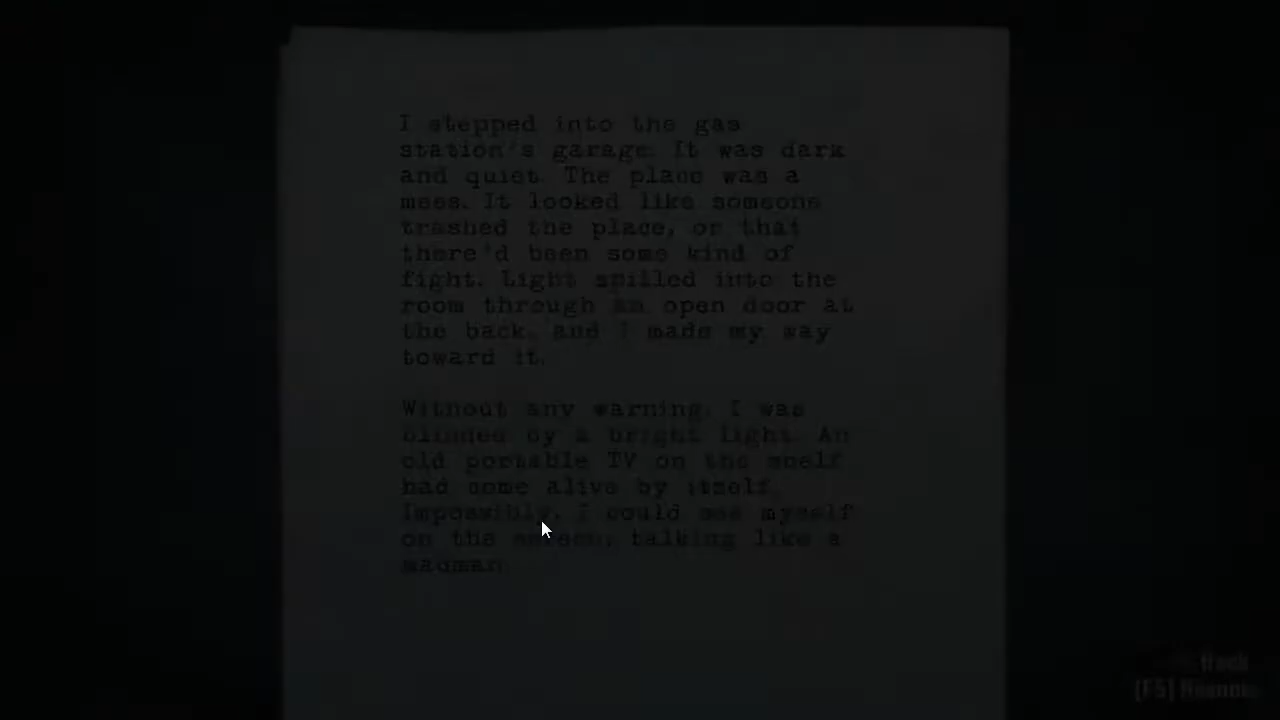 I stepped into the gas
station's garage. It was dark
and quiet. The place was a
mess. It looked like someone
trashed the place, or that
there'd been some kind of
fight. Light spilled into the
room through an open door at
the back, and I made my way
toward it.
Without any warning, I was
blinded by a bright light. An
old portable TV on the shelf
had come alive by itself.
Impossibly, I could see myself
on the screen, talking like a
madman.
Back
[F5]